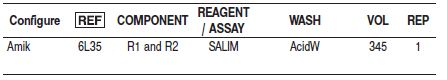 Configure REF COMPONENT REAGENT / ASSAY WASH VOL REP
Amik 6L35 R1 and R2 SALIM AcidW 345 1